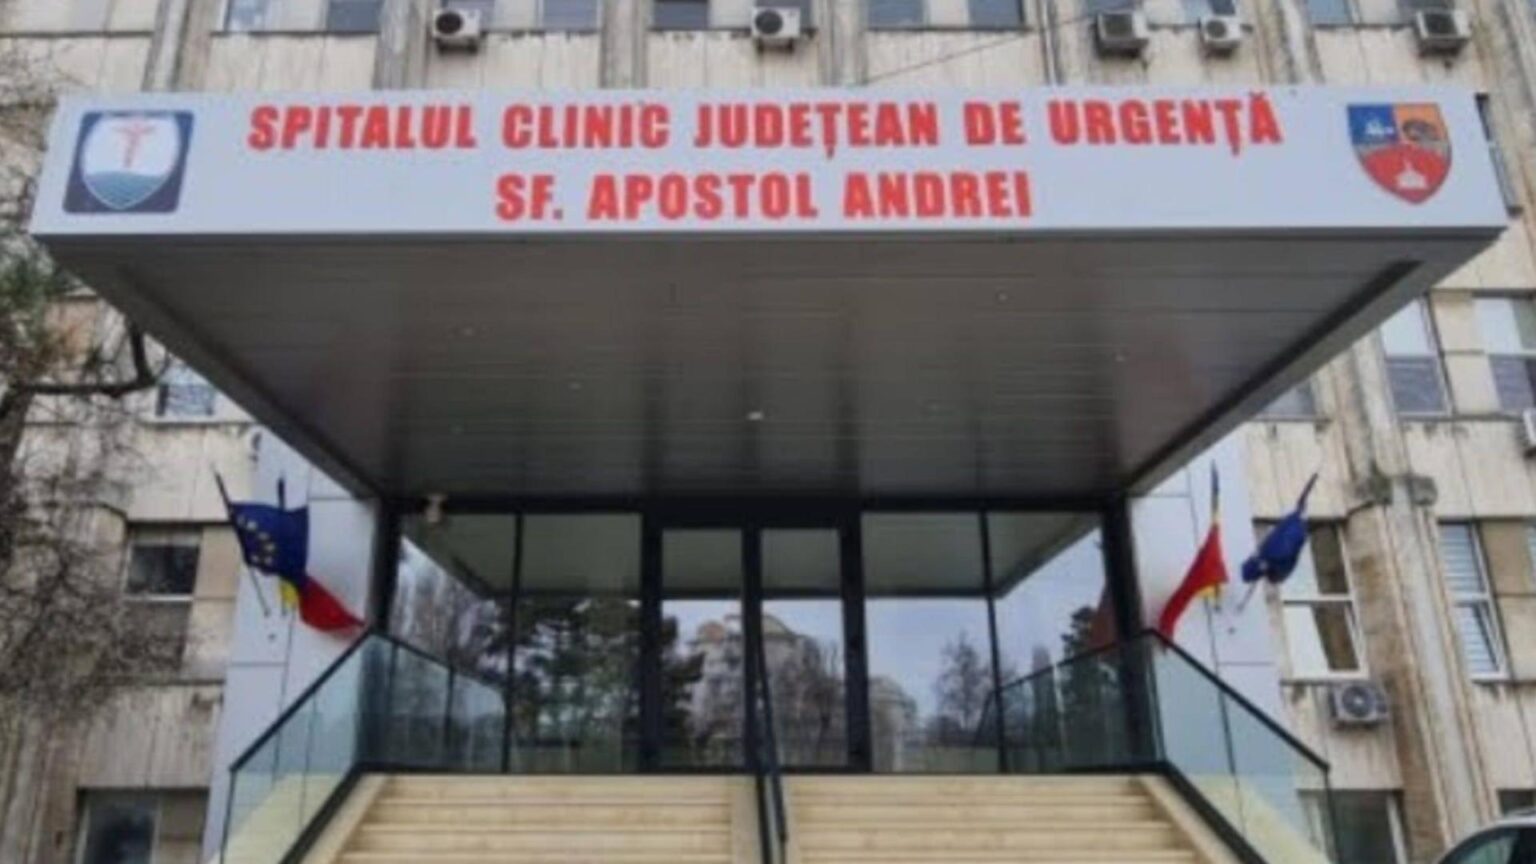 SPITALUL CLINIC JUDEȚEAN DE URGENȚĂ
SF. APOSTOL ANDREI